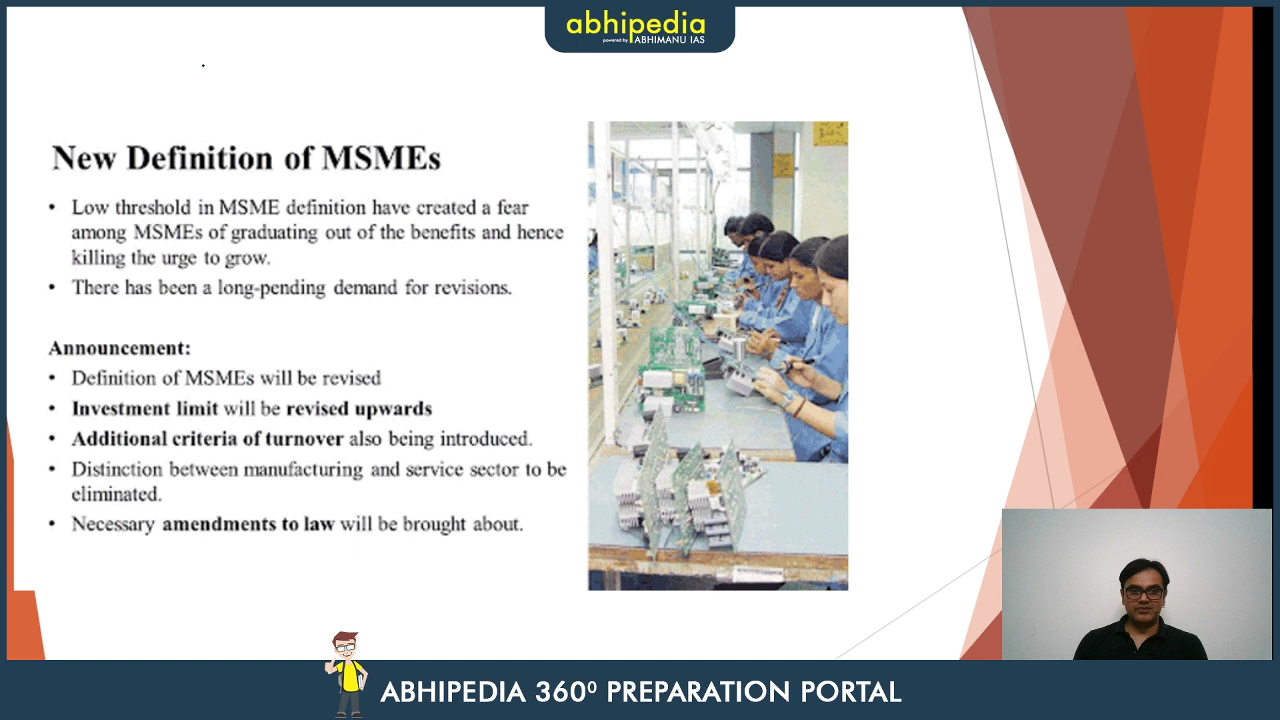 abhipedia
powered by ABHIMANU IAS
New Definition of MSMEs
• Low threshold in MSME definition have created a fear
among MSMEs of graduating out of the benefits and hence
killing the urge to grow.
• There has been a long-pending demand for revisions.
Announcement:
• Definition of MSMEs will be revised
• Investment limit will be revised upwards
• Additional criteria of turnover also being introduced.
• Distinction between manufacturing and service sector to be
eliminated.
• Necessary amendments to law will be brought about.
ABHIPEDIA 360⁰ PREPARATION PORTAL